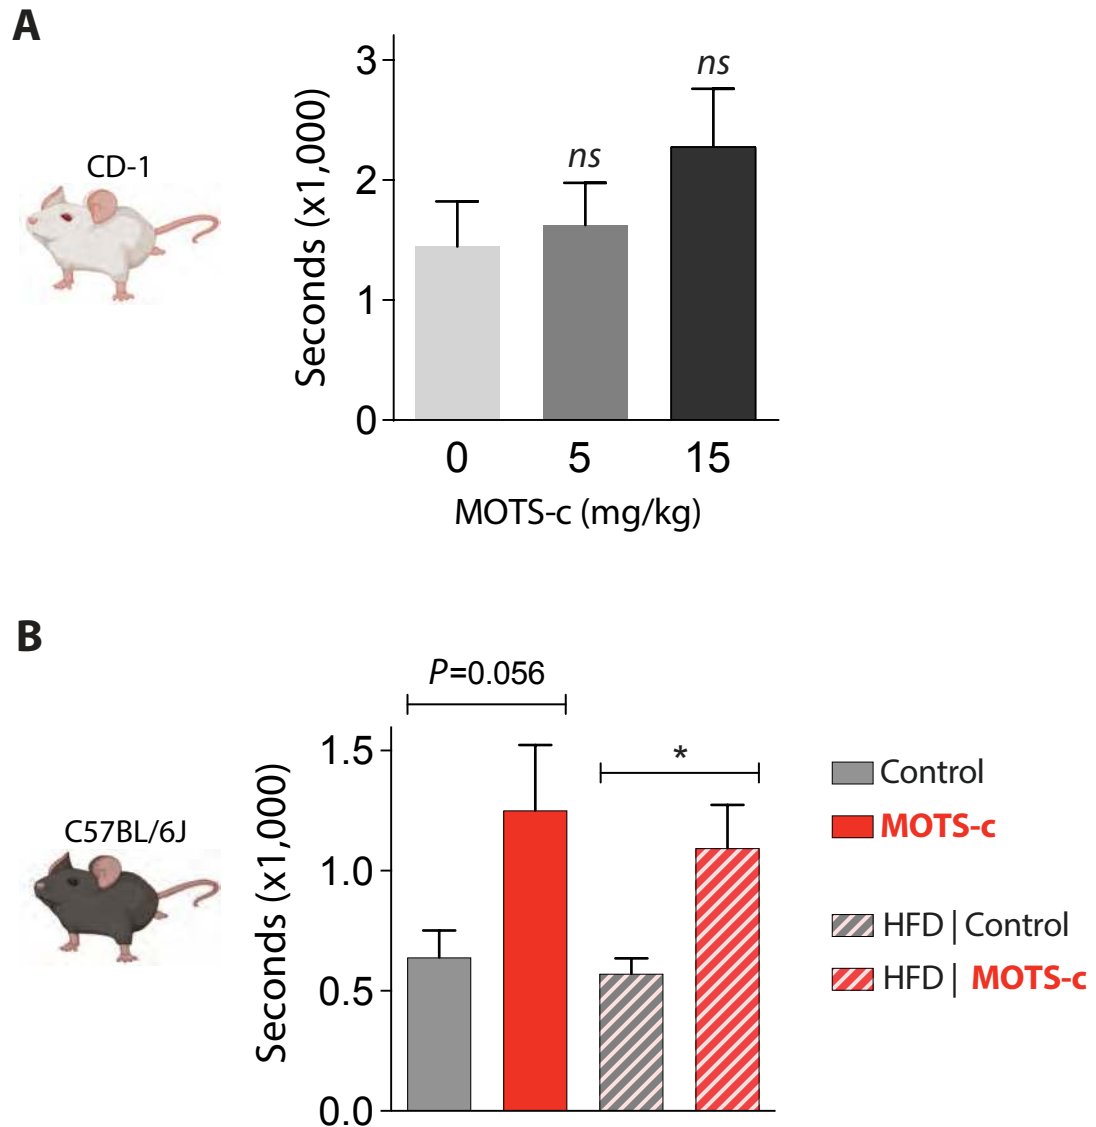 A
CD-1
Seconds (x1,000)
3
2
1
0
ns
ns
0 5 15
MOTS-c (mg/kg)
B
C57BL/6J
P=0.056
*
Seconds (x1,000)
1.5
1.0
0.5
0.0
Control
MOTS-c
HFD | Control
HFD | MOTS-c